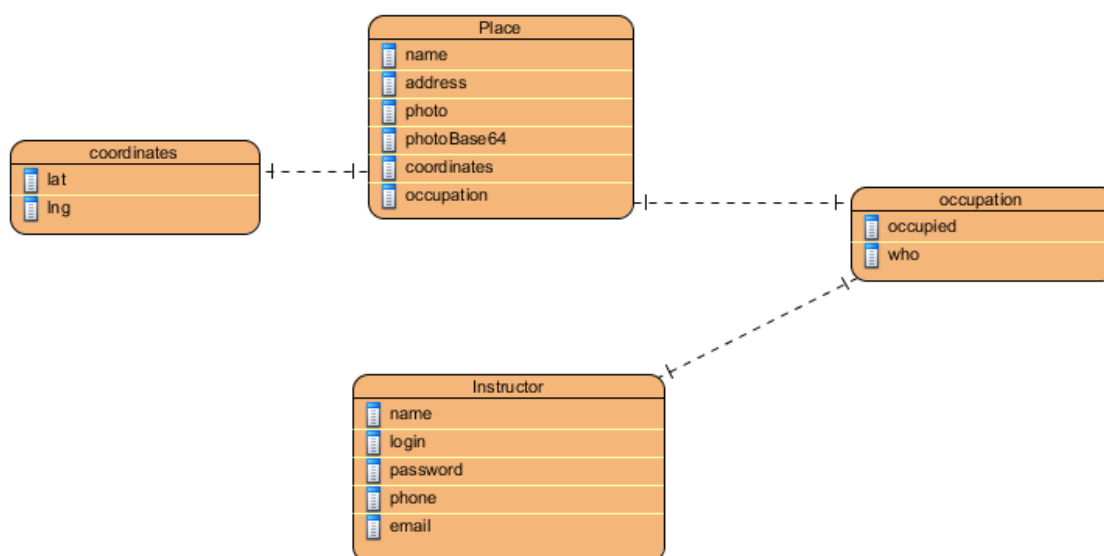 Place
name
address
photo
photoBase64
coordinates
occupation
coordinates
lat
lng
occupation
occupied
who
Instructor
name
login
password
phone
email